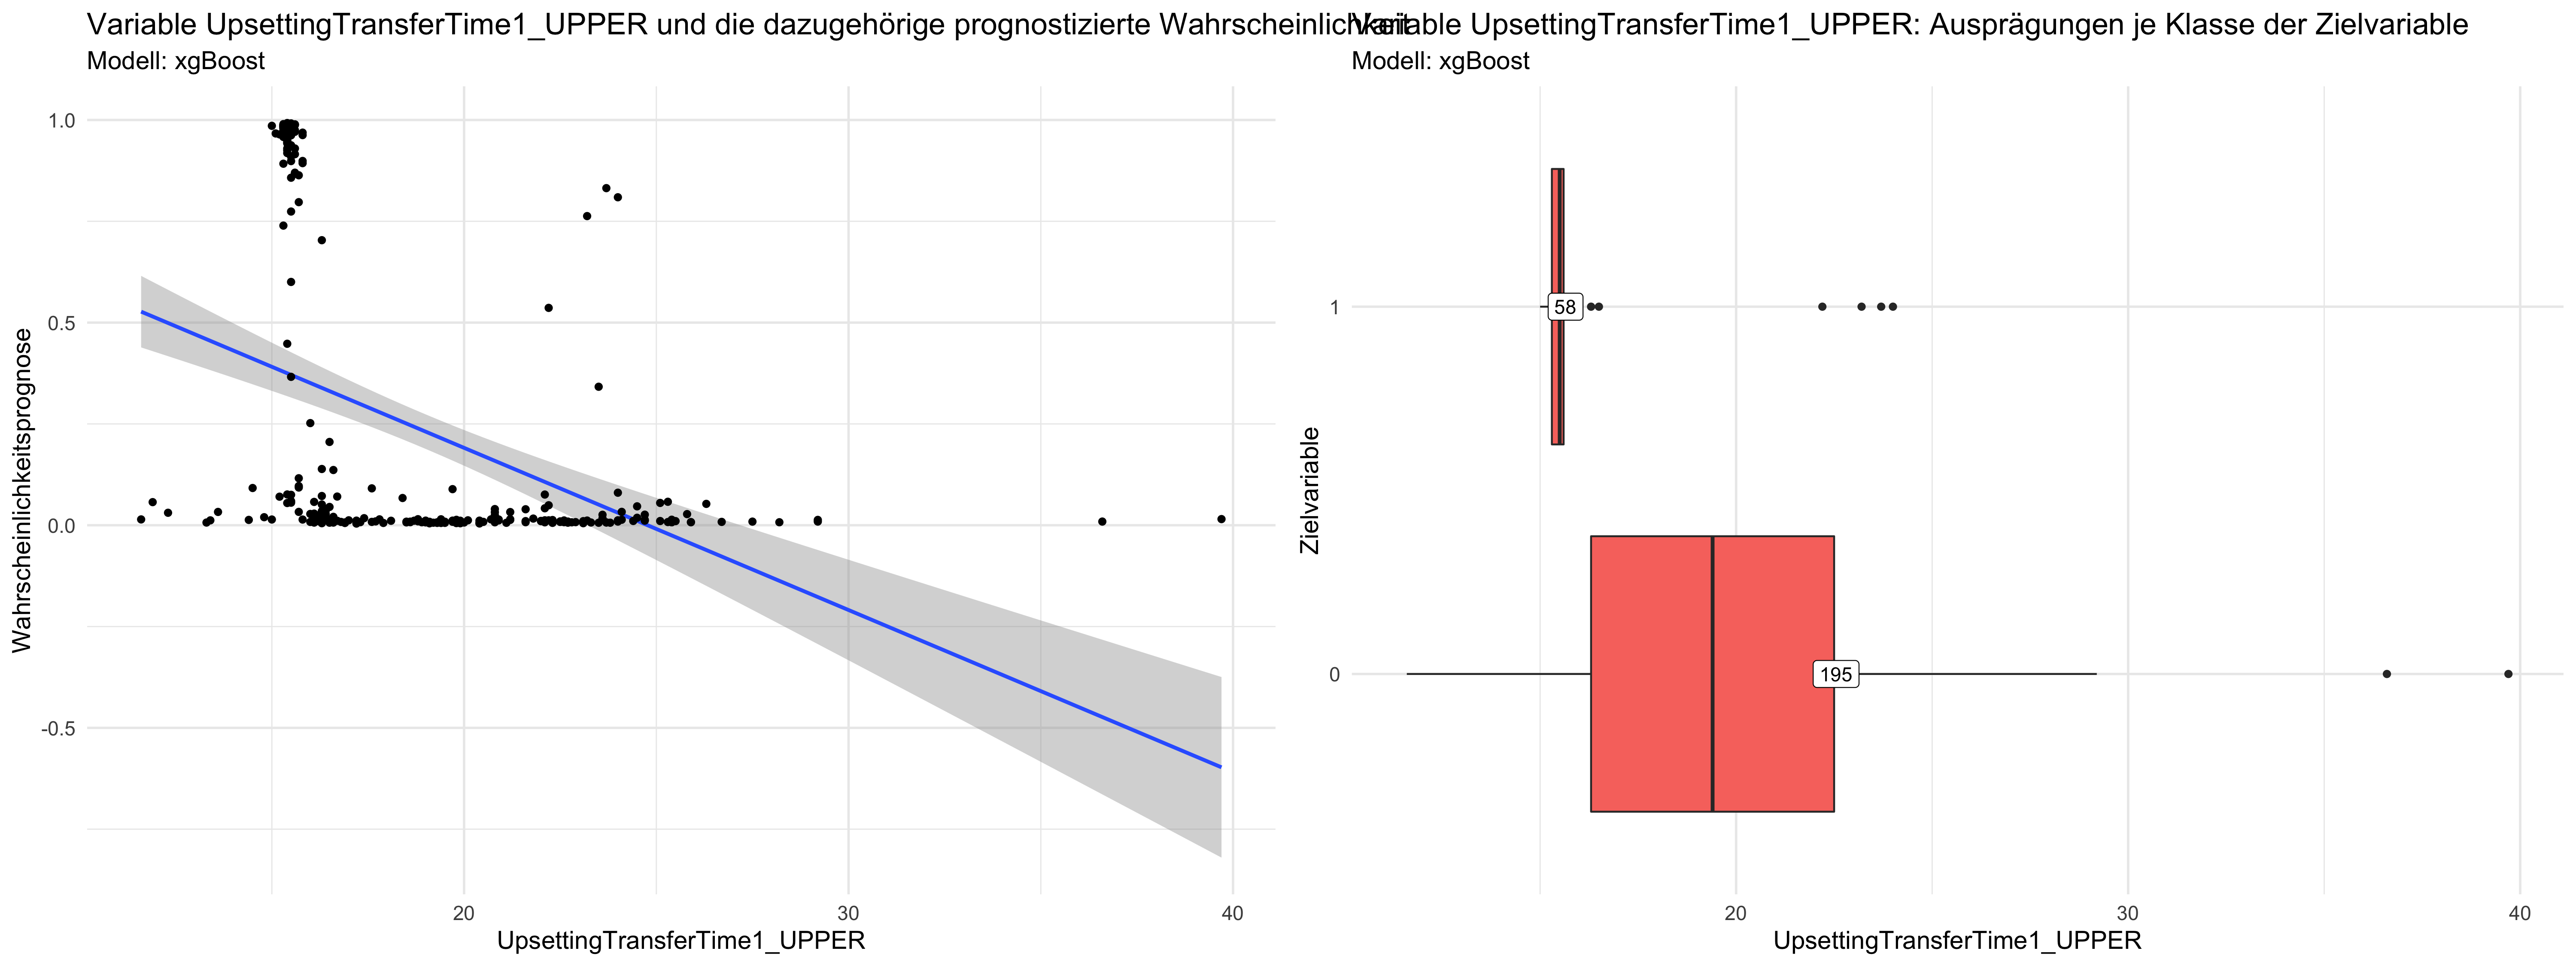 Variable UpsettingTransferTime1_UPPER und die dazugehörige prognostizierte Wahrscheinlichkeit
Modell: xgBoost
Wahrscheinlichkeitsprognose
1.0
0.5
0.0
-0.5
20
30
40
UpsettingTransferTime1_UPPER
Variable UpsettingTransferTime1_UPPER: Ausprägungen je Klasse der Zielvariable
Modell: xgBoost
Zielvariable
1
0
58
195
20
30
40
UpsettingTransferTime1_UPPER